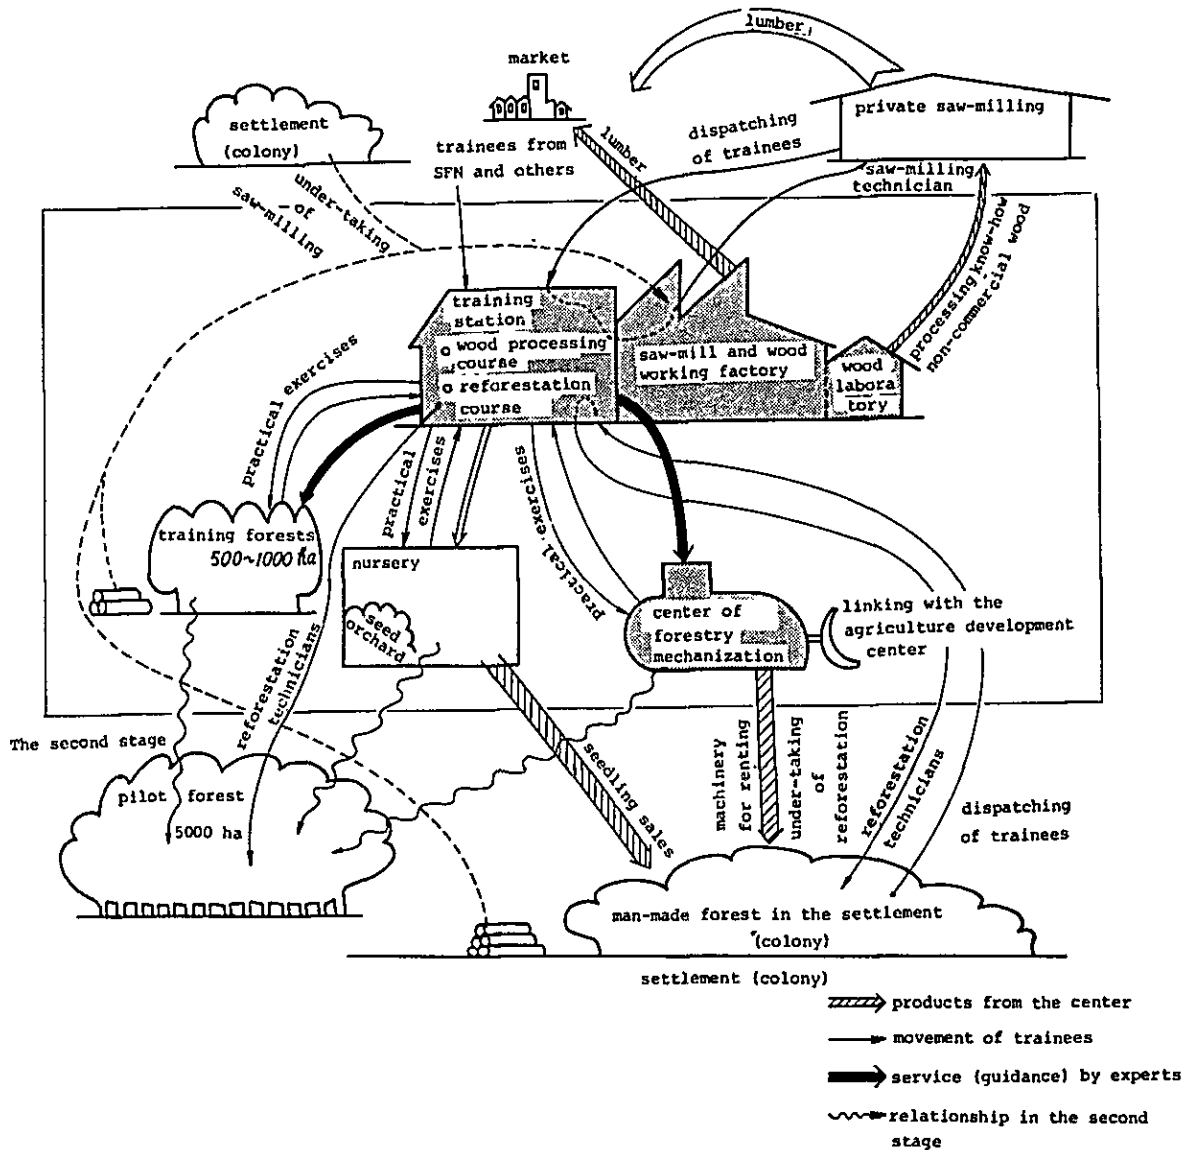 lumber
market
private saw-milling
settlement
(colony)
dispatching
of trainees
lumber
trainees from
SFN and others
saw-milling
technician
under-taking
of
saw-milling
processing know-how
non-commercial wood
training
station
o wood processing
course
o reforestation
course
saw-mill and wood
working factory
wood
labora
tory
practical exercises
practical
exercises
practical exercises
training forests
500~1000 ha
nursery
seed
orchard
center of
forestry
mechanization
linking with the
agriculture development
center
reforestation
technicians
The second stage
pilot forest
5000 ha
seedling sales
machinery
for renting
under-taking
of
reforestation
reforestation
technicians
dispatching
of trainees
man-made forest in the settlement
(colony)
settlement (colony)
products from the center
movement of trainees
service (guidance) by experts
relationship in the second
stage